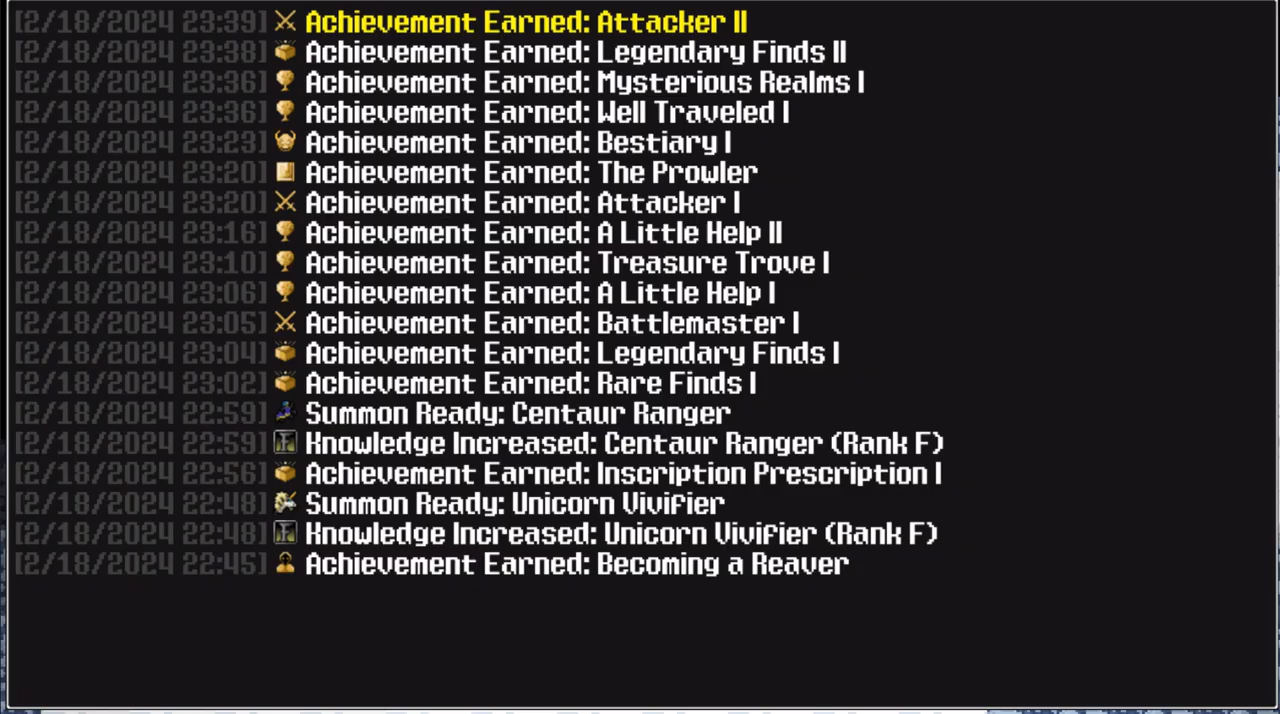 [2/18/2024 23:39] Achievement Earned: Attacker II
[2/18/2024 23:38] Achievement Earned: Legendary Finds II
[2/18/2024 23:36] Achievement Earned: Mysterious Realms I
[2/18/2024 23:36] Achievement Earned: Well Traveled I
[2/18/2024 23:23] Achievement Earned: Bestiary I
[2/18/2024 23:20] Achievement Earned: The Prowler
[2/18/2024 23:20] Achievement Earned: Attacker I
[2/18/2024 23:16] Achievement Earned: A Little Help II
[2/18/2024 23:10] Achievement Earned: Treasure Trove I
[2/18/2024 23:06] Achievement Earned: A Little Help I
[2/18/2024 23:05] Achievement Earned: Battlemaster I
[2/18/2024 23:04] Achievement Earned: Legendary Finds I
[2/18/2024 23:02] Achievement Earned: Rare Finds I
[2/18/2024 22:59] Summon Ready: Centaur Ranger
[2/18/2024 22:59] Knowledge Increased: Centaur Ranger (Rank F)
[2/18/2024 22:56] Achievement Earned: Inscription Prescription I
[2/18/2024 22:48] Summon Ready: Unicorn Vivifier
[2/18/2024 22:48] Knowledge Increased: Unicorn Vivifier (Rank F)
[2/18/2024 22:45] Achievement Earned: Becoming a Reaver